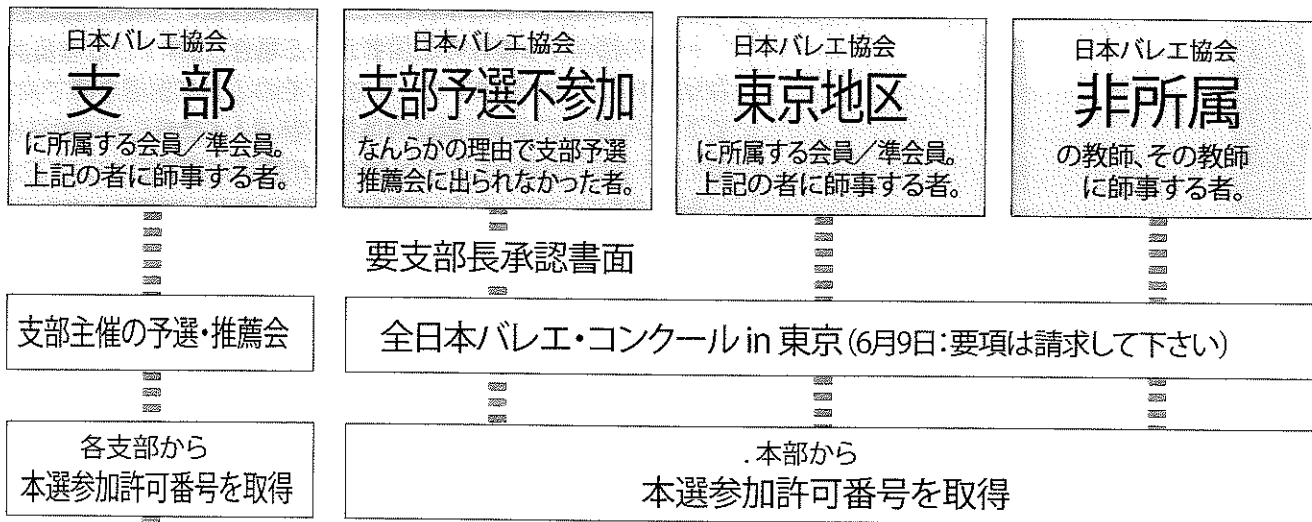 日本バレエ協会
支 部
に所属する会員／準会員。
上記の者に師事する者。
日本バレエ協会
支部予選不参加
なんらかの理由で支部予選
推薦会に出られなかった者。
日本バレエ協会
東京地区
に所属する会員／準会員。
上記の者に師事する者。
日本バレエ協会
非所属
の教師、その教師
に師事する者。
要支部長承認書面
支部主催の予選・推薦会
全日本バレエ・コンクール in 東京(6月9日:要項は請求して下さい)
各支部から
本選参加許可番号を取得
.本部から
本選参加許可番号を取得